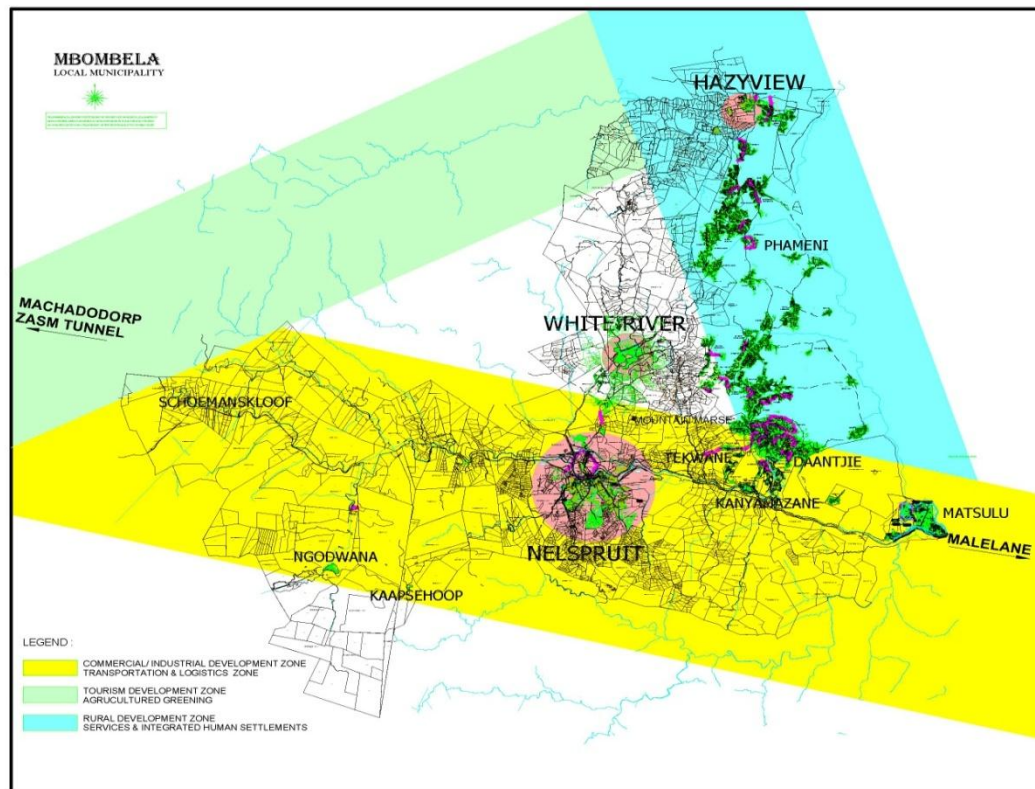 MBOMBELA
LOCAL MUNICIPALITY
HAZYVIEW
PHAMENI
MACHADODORP
ZASM TUNNEL
WHITE RIVER
SCHOEMANSKLOOF
TEKWANE
DAANTJIE
KANYAMAZANE
MATSULU
MALELANE
NELSPRUIT
NGODWANA
KAAPSEHOOP
LEGEND :
COMMERCIAL/ INDUSTRIAL DEVELOPMENT ZONE
TRANSPORTATION & LOGISTICS ZONE
TOURISM DEVELOPMENT ZONE
AGRUCULTURED GREENING
RURAL DEVELOPMENT ZONE
SERVICES & INTEGRATED HUMAN SETTLEMENTS